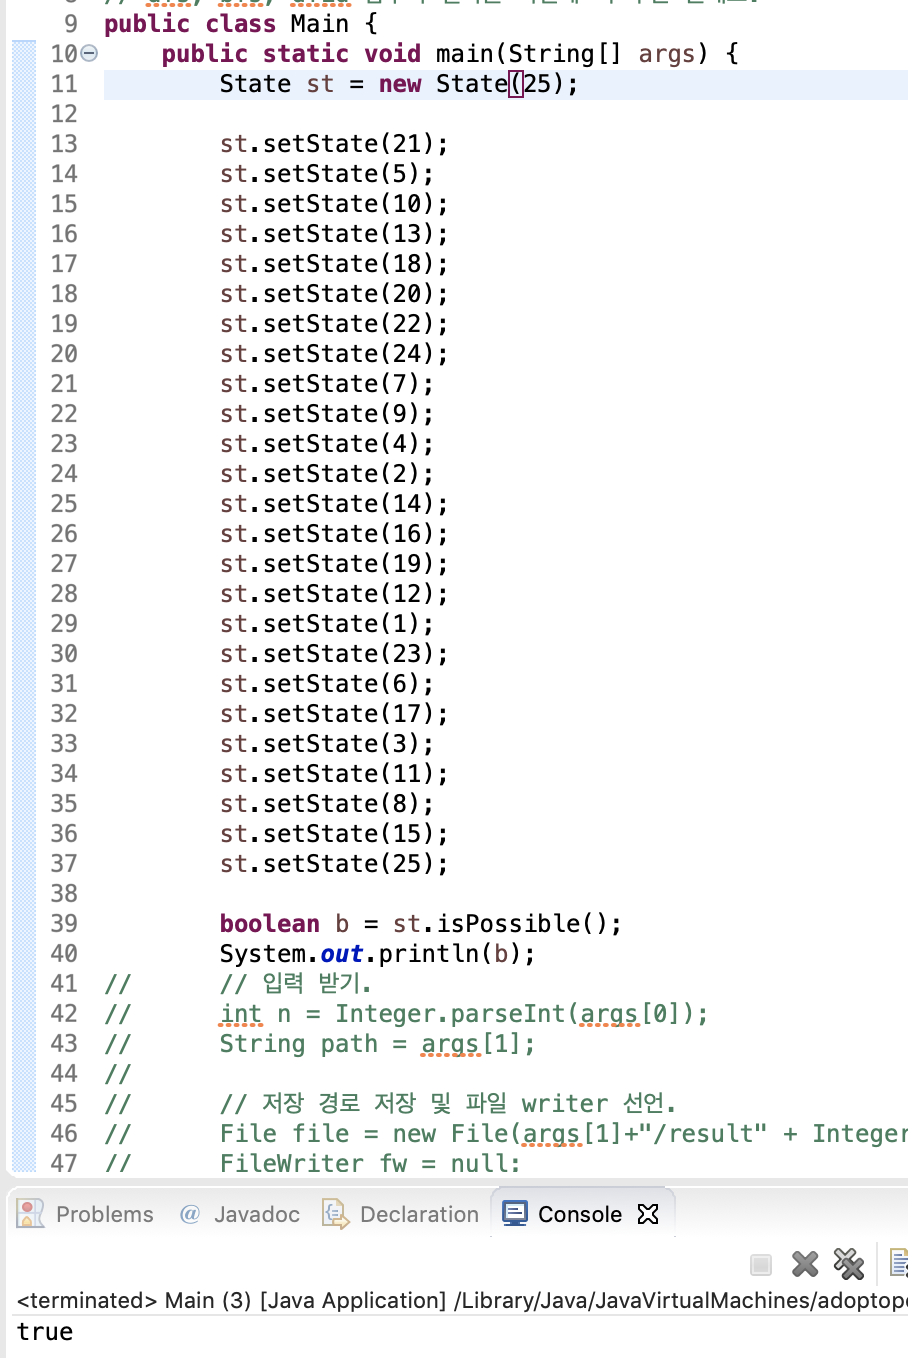 9 public class Main {
10 public static void main(String[] args) {
11 State st = new State(25);
12
13 st.setState(21);
14 st.setState(5);
15 st.setState(10);
16 st.setState(13);
17 st.setState(18);
18 st.setState(20);
19 st.setState(22);
20 st.setState(24);
21 st.setState(7);
22 st.setState(9);
23 st.setState(4);
24 st.setState(2);
25 st.setState(14);
26 st.setState(16);
27 st.setState(19);
28 st.setState(12);
29 st.setState(1);
30 st.setState(23);
31 st.setState(6);
32 st.setState(17);
33 st.setState(3);
34 st.setState(11);
35 st.setState(8);
36 st.setState(15);
37 st.setState(25);
38
39 boolean b = st.isPossible();
40 System.out.println(b);
41 // // 입력 받기.
42 // int n = Integer.parseInt(args[0]);
43 // String path = args[1];
44 //
45 // // 저장 경로 저장 및 파일 writer 선언.
46 // File file = new File(args[1]+"/result" + Integer
47 // FileWriter fw = null;
Problems @ Javadoc Declaration Console
<terminated> Main (3) [Java Application] /Library/Java/JavaVirtualMachines/adoptop
true